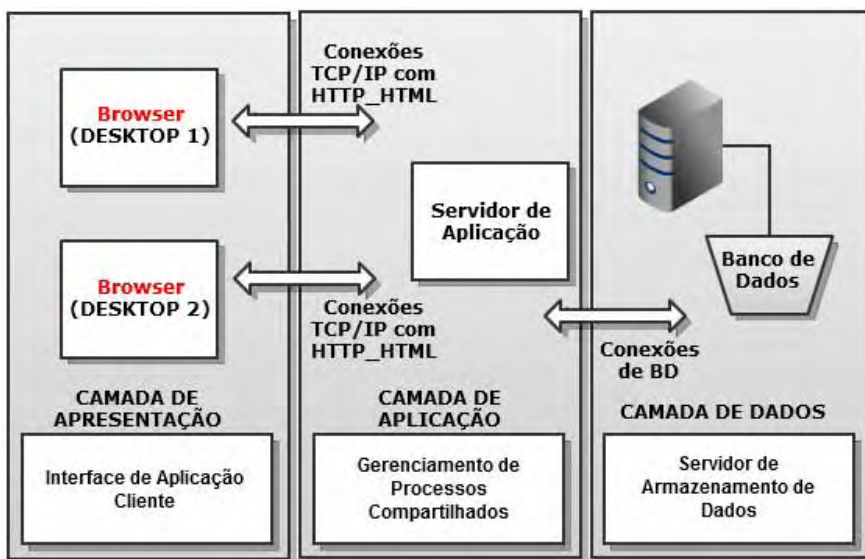 Browser
(DESKTOP 1)
Browser
(DESKTOP 2)
CAMADA DE
APRESENTAÇÃO
Interface de Aplicação
Cliente
Conexões
TCP/IP com
HTTP_HTML
Servidor de
Aplicação
Conexões
TCP/IP com
HTTP_HTML
CAMADA DE
APLICAÇÃO
Gerenciamento de
Processos
Compartilhados
Banco de
Dados
Conexões
de BD
CAMADA DE DADOS
Servidor de
Armazenamento de
Dados